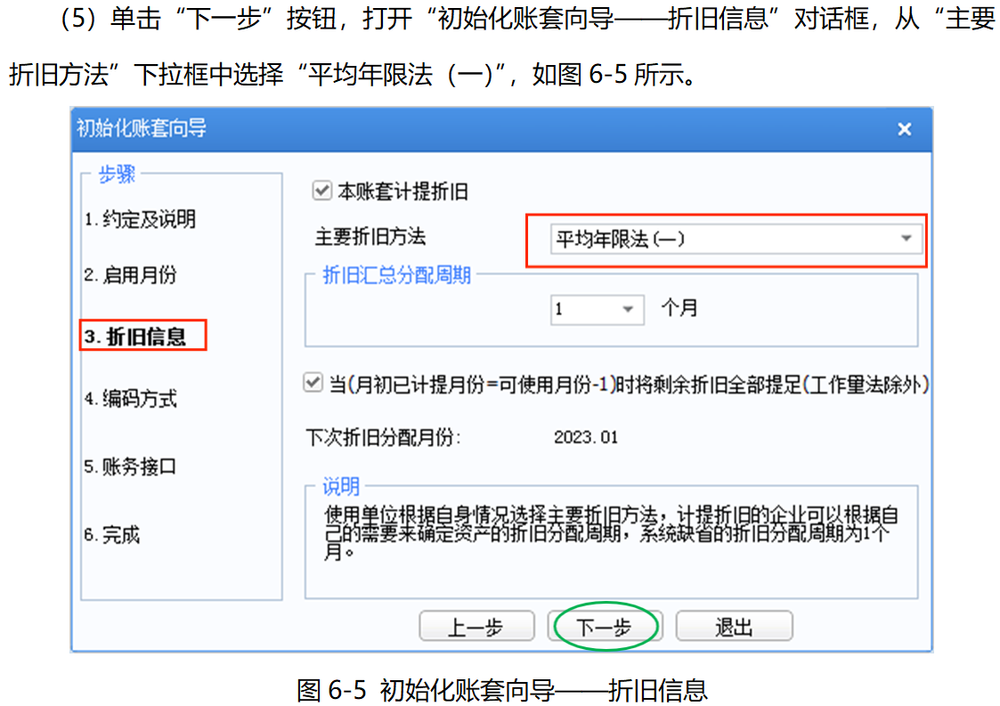 （5）单击“下一步”按钮，打开“初始化账套向导——折旧信息”对话框，从“主要
折旧方法”下拉框中选择“平均年限法（一）”，如图 6-5 所示。
初始化账套向导
步骤
1. 约定及说明
2. 启用月份
3. 折旧信息
4. 编码方式
5. 账务接口
6. 完成
本账套计提折旧
主要折旧方法
平均年限法(一)
折旧汇总分配周期
1 个月
当(月初已计提月份=可使用月份-1)时将剩余折旧全部提足(工作量法除外)
下次折旧分配月份: 2023.01
说明
使用单位根据自身情况选择主要折旧方法，计提折旧的企业可以根据自
己的需要来确定资产的折旧分配周期，系统缺省的折旧分配周期为1个
月。
上一步 下一步 退出
图 6-5 初始化账套向导——折旧信息